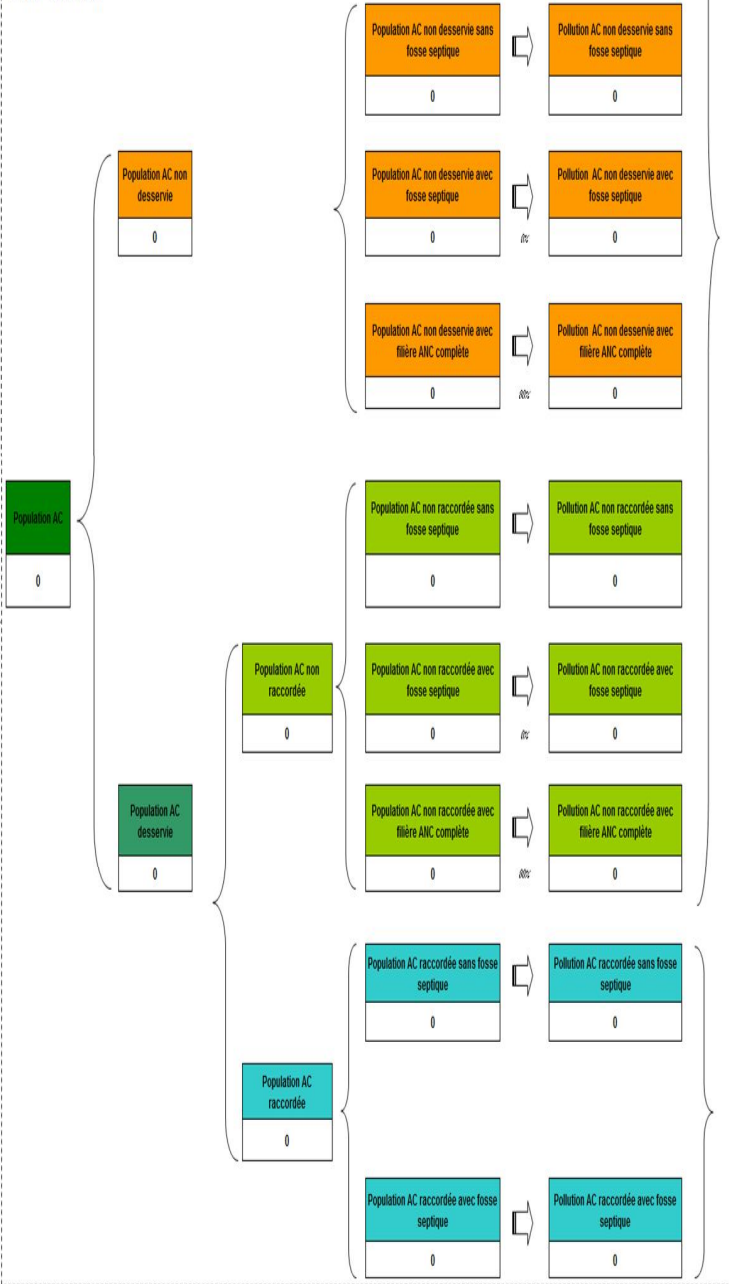 Population AC non desservie sans
fosse septique
0
Pollution AC non desservie sans
fosse septique
0
Population AC non
desservie
0
Population AC non desservie avec
fosse septique
0
Pollution AC non desservie avec
fosse septique
0
Population AC non desservie avec
filière ANC complète
0
Pollution AC non desservie avec
filière ANC complète
0
Population AC
0
Population AC non raccordée sans
fosse septique
0
Pollution AC non raccordée sans
fosse septique
0
Population AC non
raccordée
0
Population AC non raccordée avec
fosse septique
0
Pollution AC non raccordée avec
fosse septique
0
Population AC
desservie
0
Population AC non raccordée avec
filière ANC complète
0
Pollution AC non raccordée avec
filière ANC complète
0
Population AC raccordée sans fosse
septique
0
Pollution AC raccordée sans fosse
septique
0
Population AC
raccordée
0
Population AC raccordée avec fosse
septique
0
Pollution AC raccordée avec fosse
septique
0